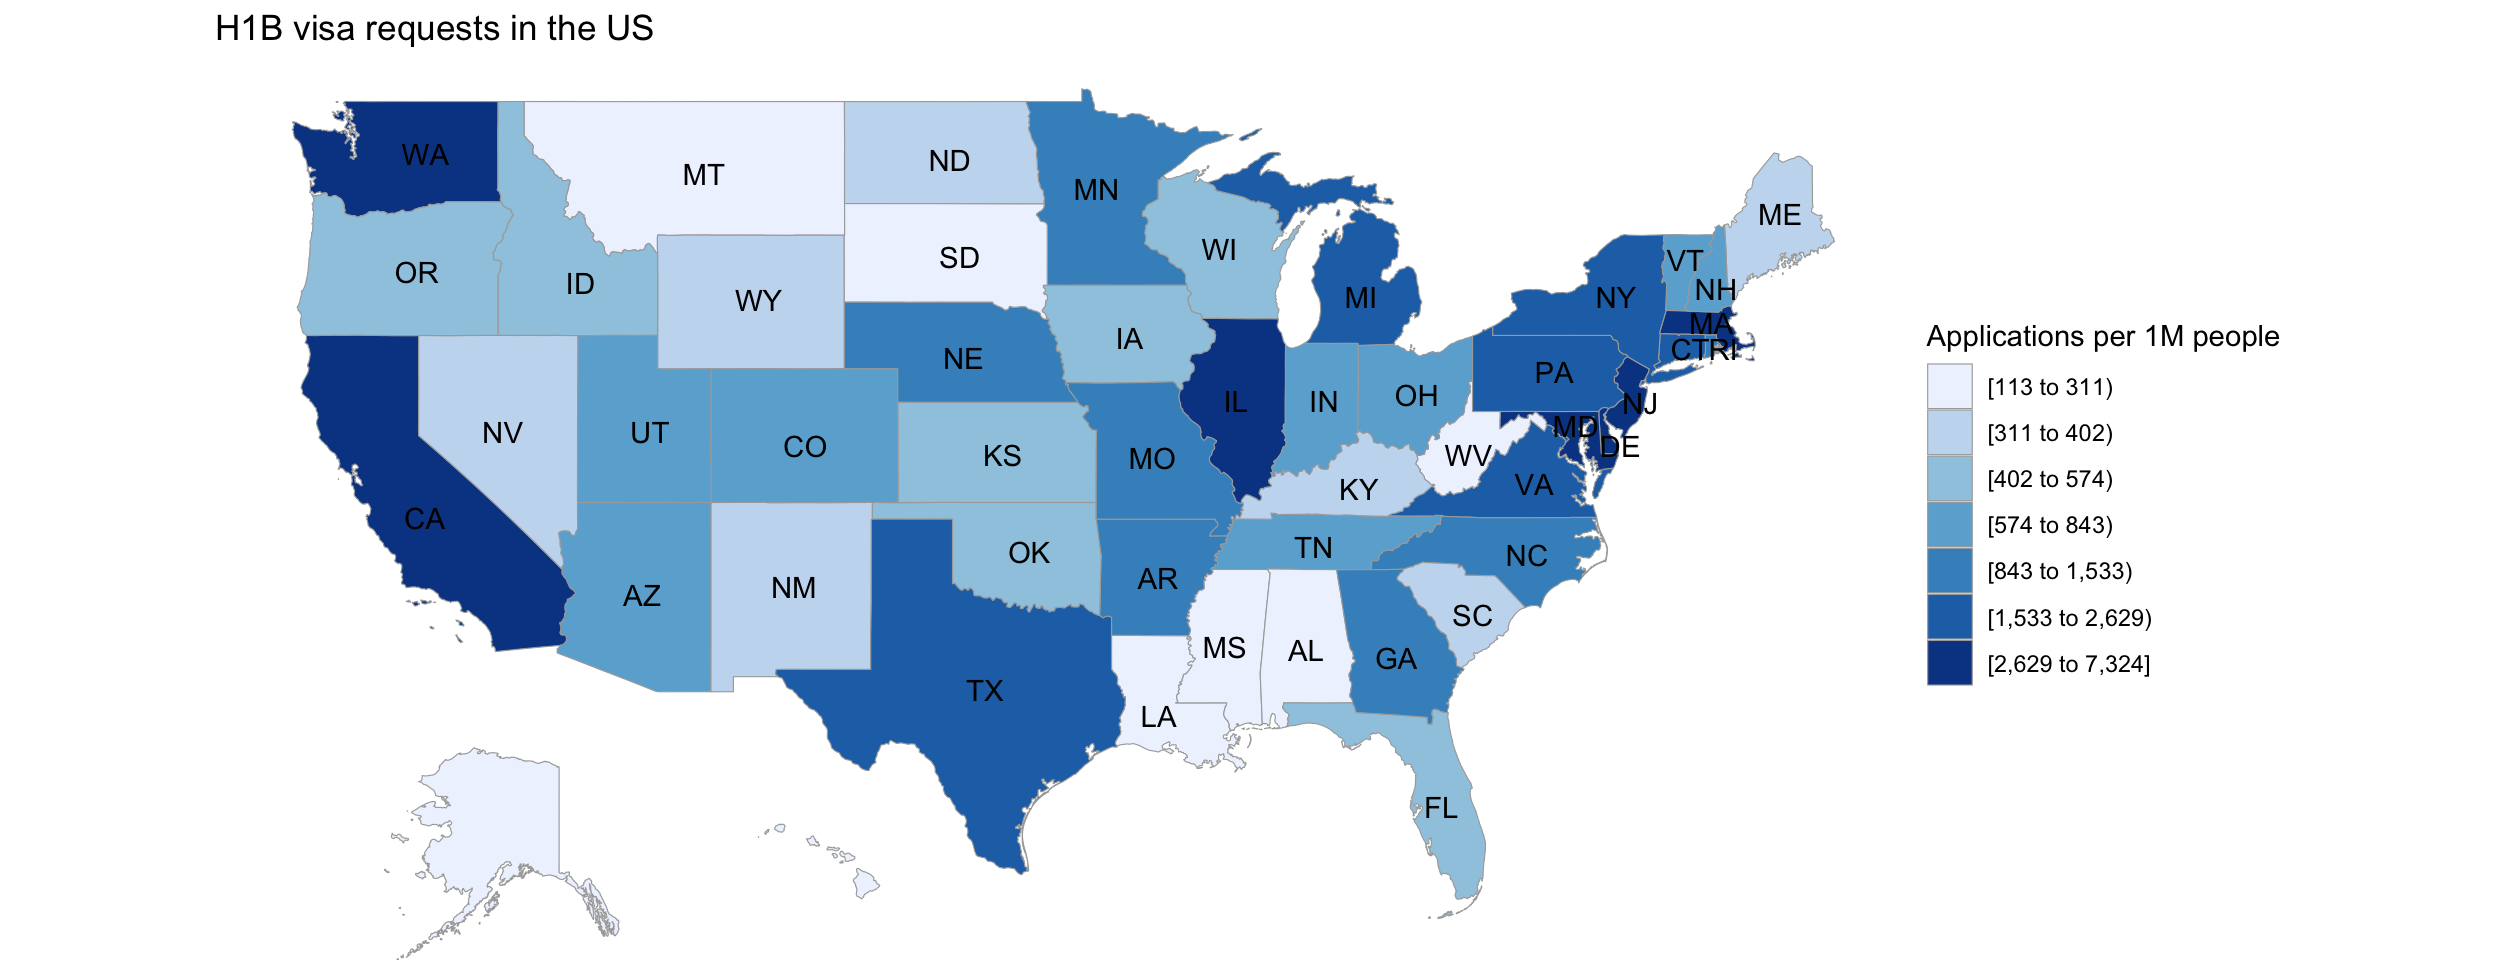 H1B visa requests in the US
WA
MT
ND
MN
ME
OR
ID
SD
WI
VT
WY
MI
NY
NH
MA
IA
CT
RI
NE
PA
NV
UT
CO
KS
MO
IL
IN
OH
NJ
MD
DE
WV
VA
KY
CA
AZ
NM
OK
AR
TN
NC
SC
MS
AL
GA
TX
LA
FL
Applications per 1M people
[113 to 311)
[311 to 402)
[402 to 574)
[574 to 843)
[843 to 1,533)
[1,533 to 2,629)
[2,629 to 7,324]